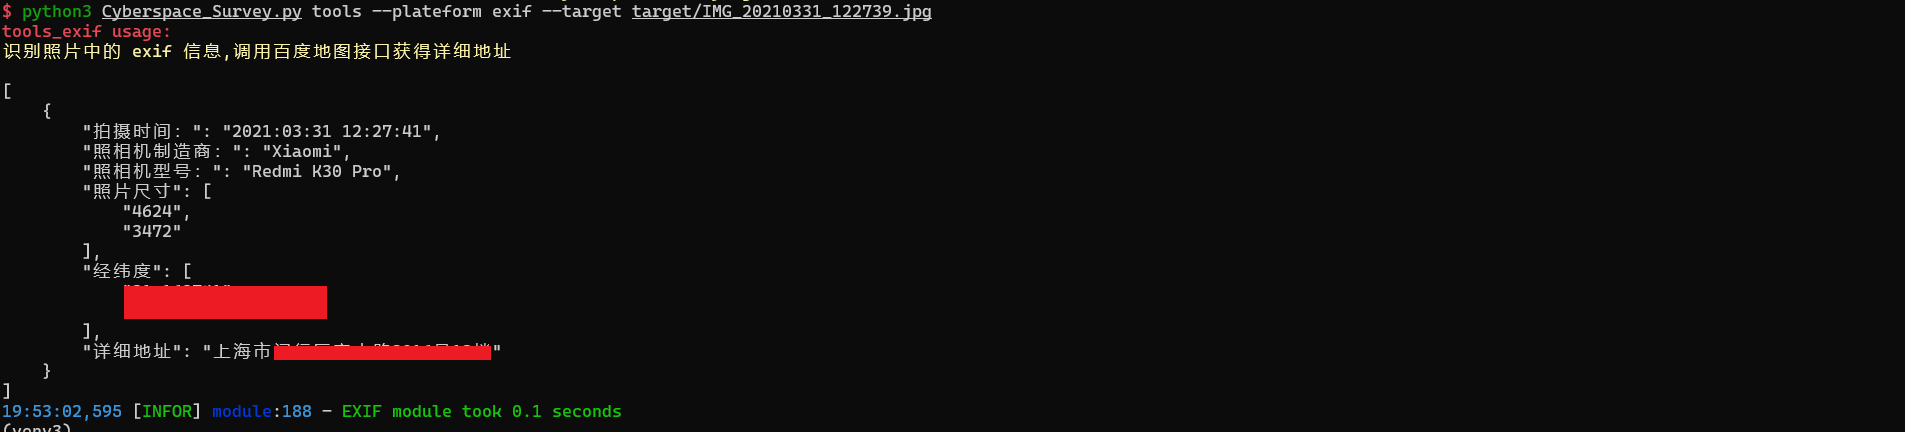 $ python3 Cyberspace_Survey.py tools --plateform exif --target target/IMG_20210331_122739.jpg
tools_exif usage:
识别照片中的 exif 信息,调用百度地图接口获得详细地址
[
{
"拍摄时间: ": "2021:03:31 12:27:41",
"照相机制造商: ": "Xiaomi",
"照相机型号: ": "Redmi K30 Pro",
"照片尺寸": [
"4624",
"3472"
],
"经纬度": [
],
"详细地址": "上海市"
}
]
19:53:02,595 [INFOR] module:188 - EXIF module took 0.1 seconds
(venv3)